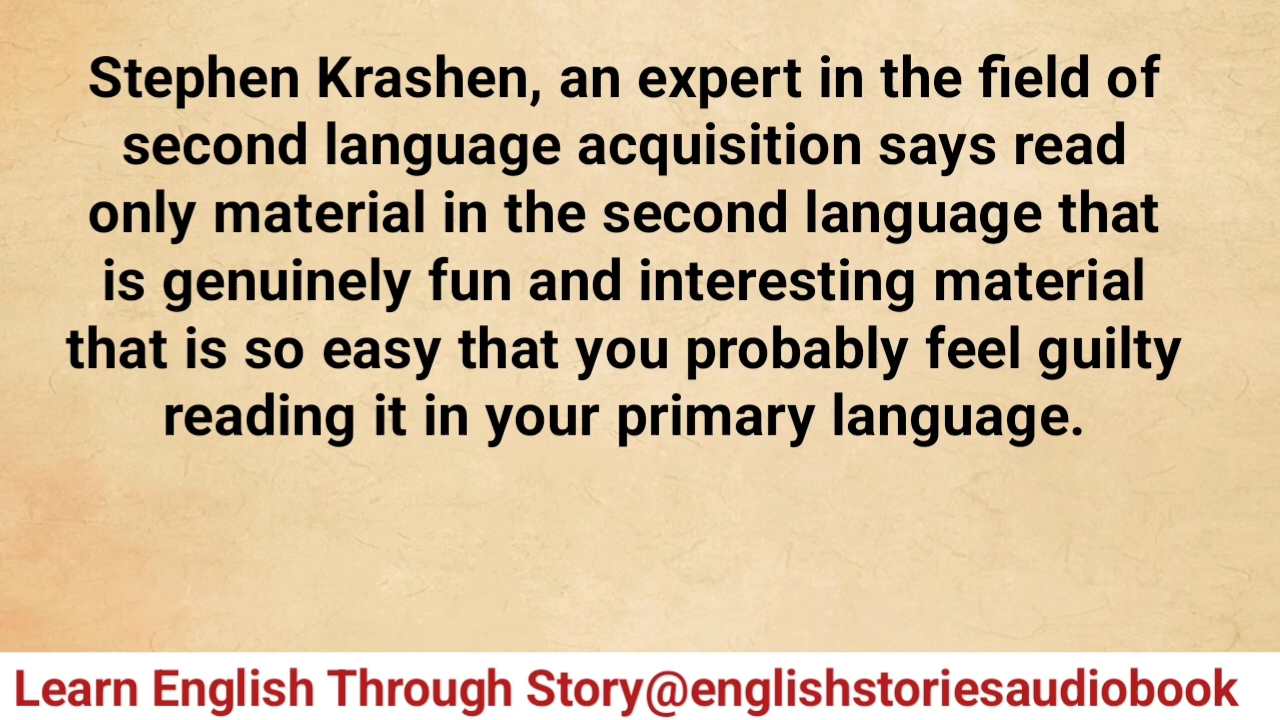 Stephen Krashen, an expert in the field of
second language acquisition says read
only material in the second language that
is genuinely fun and interesting material
that is so easy that you probably feel guilty
reading it in your primary language.
Learn English Through Story@englishstoriesaudiobook